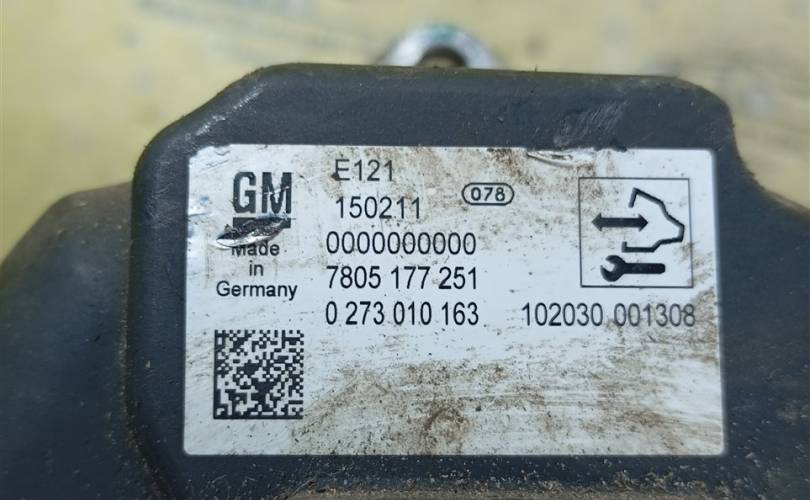 GM
Made
in
Germany
E121
150211
078
0000000000
7805 177 251
0 273 010 163
102030 001308